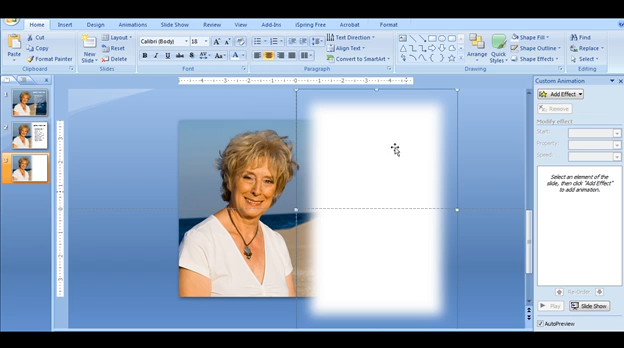 Home Insert Design Animations Slide Show Review View Add-Ins iSpring Free Acrobat Format
Paste
Cut
Copy
Format Painter
Clipboard
New Slide
Layout
Reset
Delete
Slides
Calibri (Body) 18
Font
Text Direction
Align Text
Convert to SmartArt
Paragraph
Arrange
Quick Styles
Shape Fill
Shape Outline
Shape Effects
Drawing
Find
Replace
Select
Editing
Custom Animation
Add Effect
Remove
Modify effect
Start:
Property:
Speed:
Select an element of the
slide, then click "Add Effect"
to add animation.
Re-Order
Play
Slide Show
AutoPreview
1
2
3